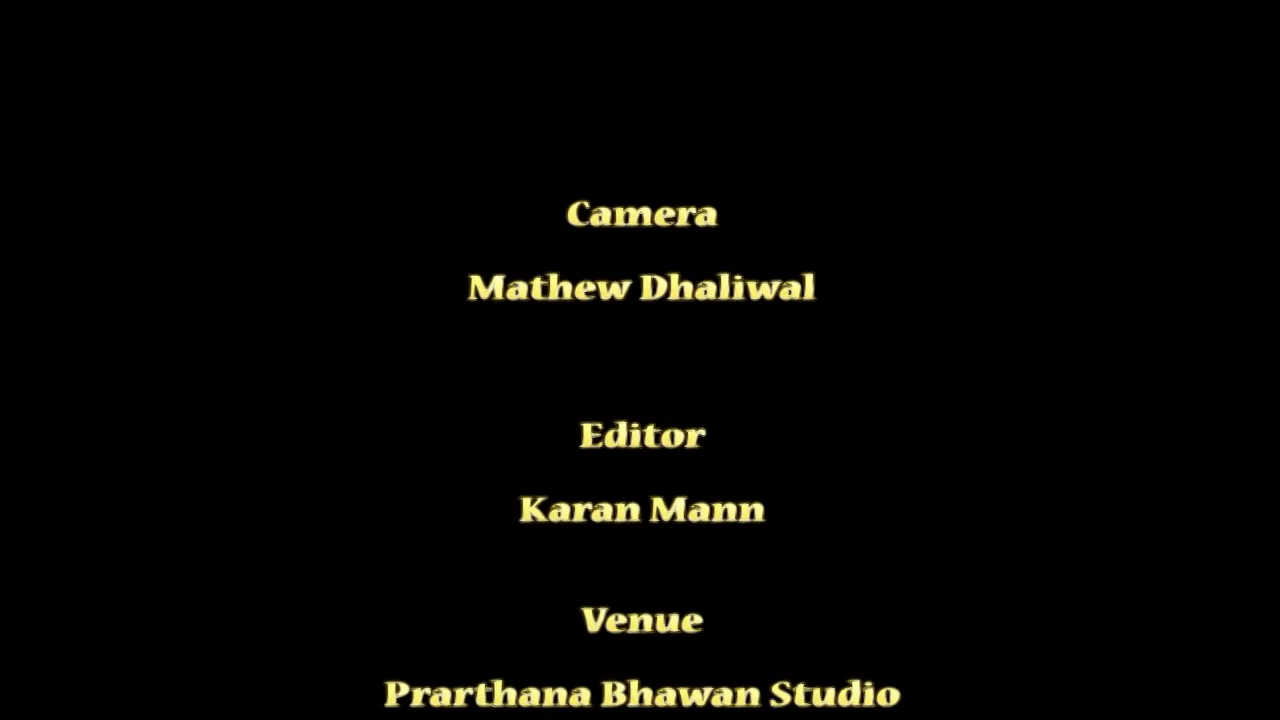 Camera
Mathew Dhaliwal
Editor
Karan Mann
Venue
Prarthana Bhawan Studio